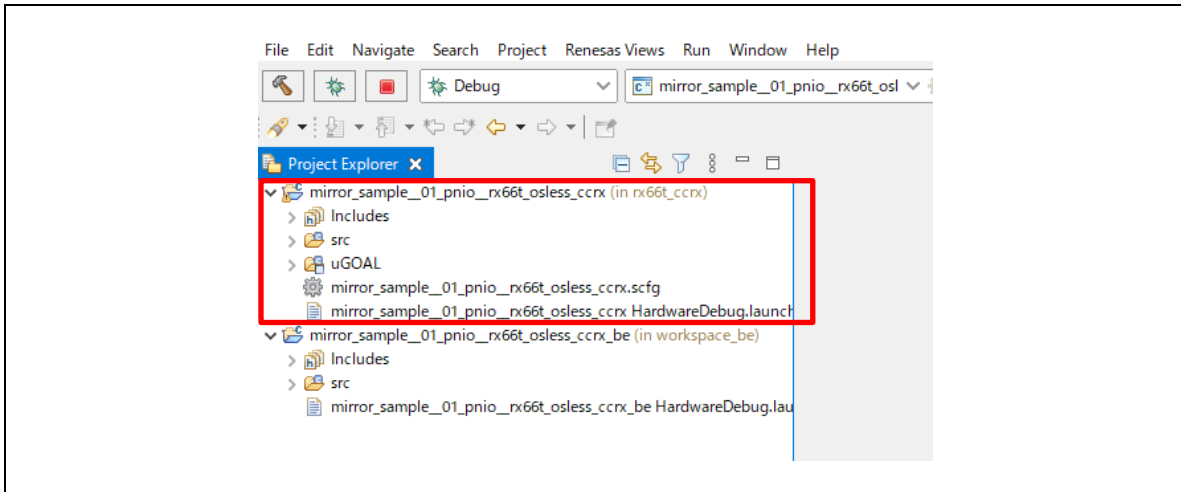 File Edit Navigate Search Project Renesas Views Run Window Help
Debug mirror_sample__01_pnio__rx66t_osl
Project Explorer
mirror_sample__01_pnio__rx66t_osless_ccrx (in rx66t_ccrx)
Includes
src
uGOAL
mirror_sample__01_pnio__rx66t_osless_ccrx.scfg
mirror_sample__01_pnio__rx66t_osless_ccrx HardwareDebug.launch
mirror_sample__01_pnio__rx66t_osless_ccrx_be (in workspace_be)
Includes
src
mirror_sample__01_pnio__rx66t_osless_ccrx_be HardwareDebug.lau